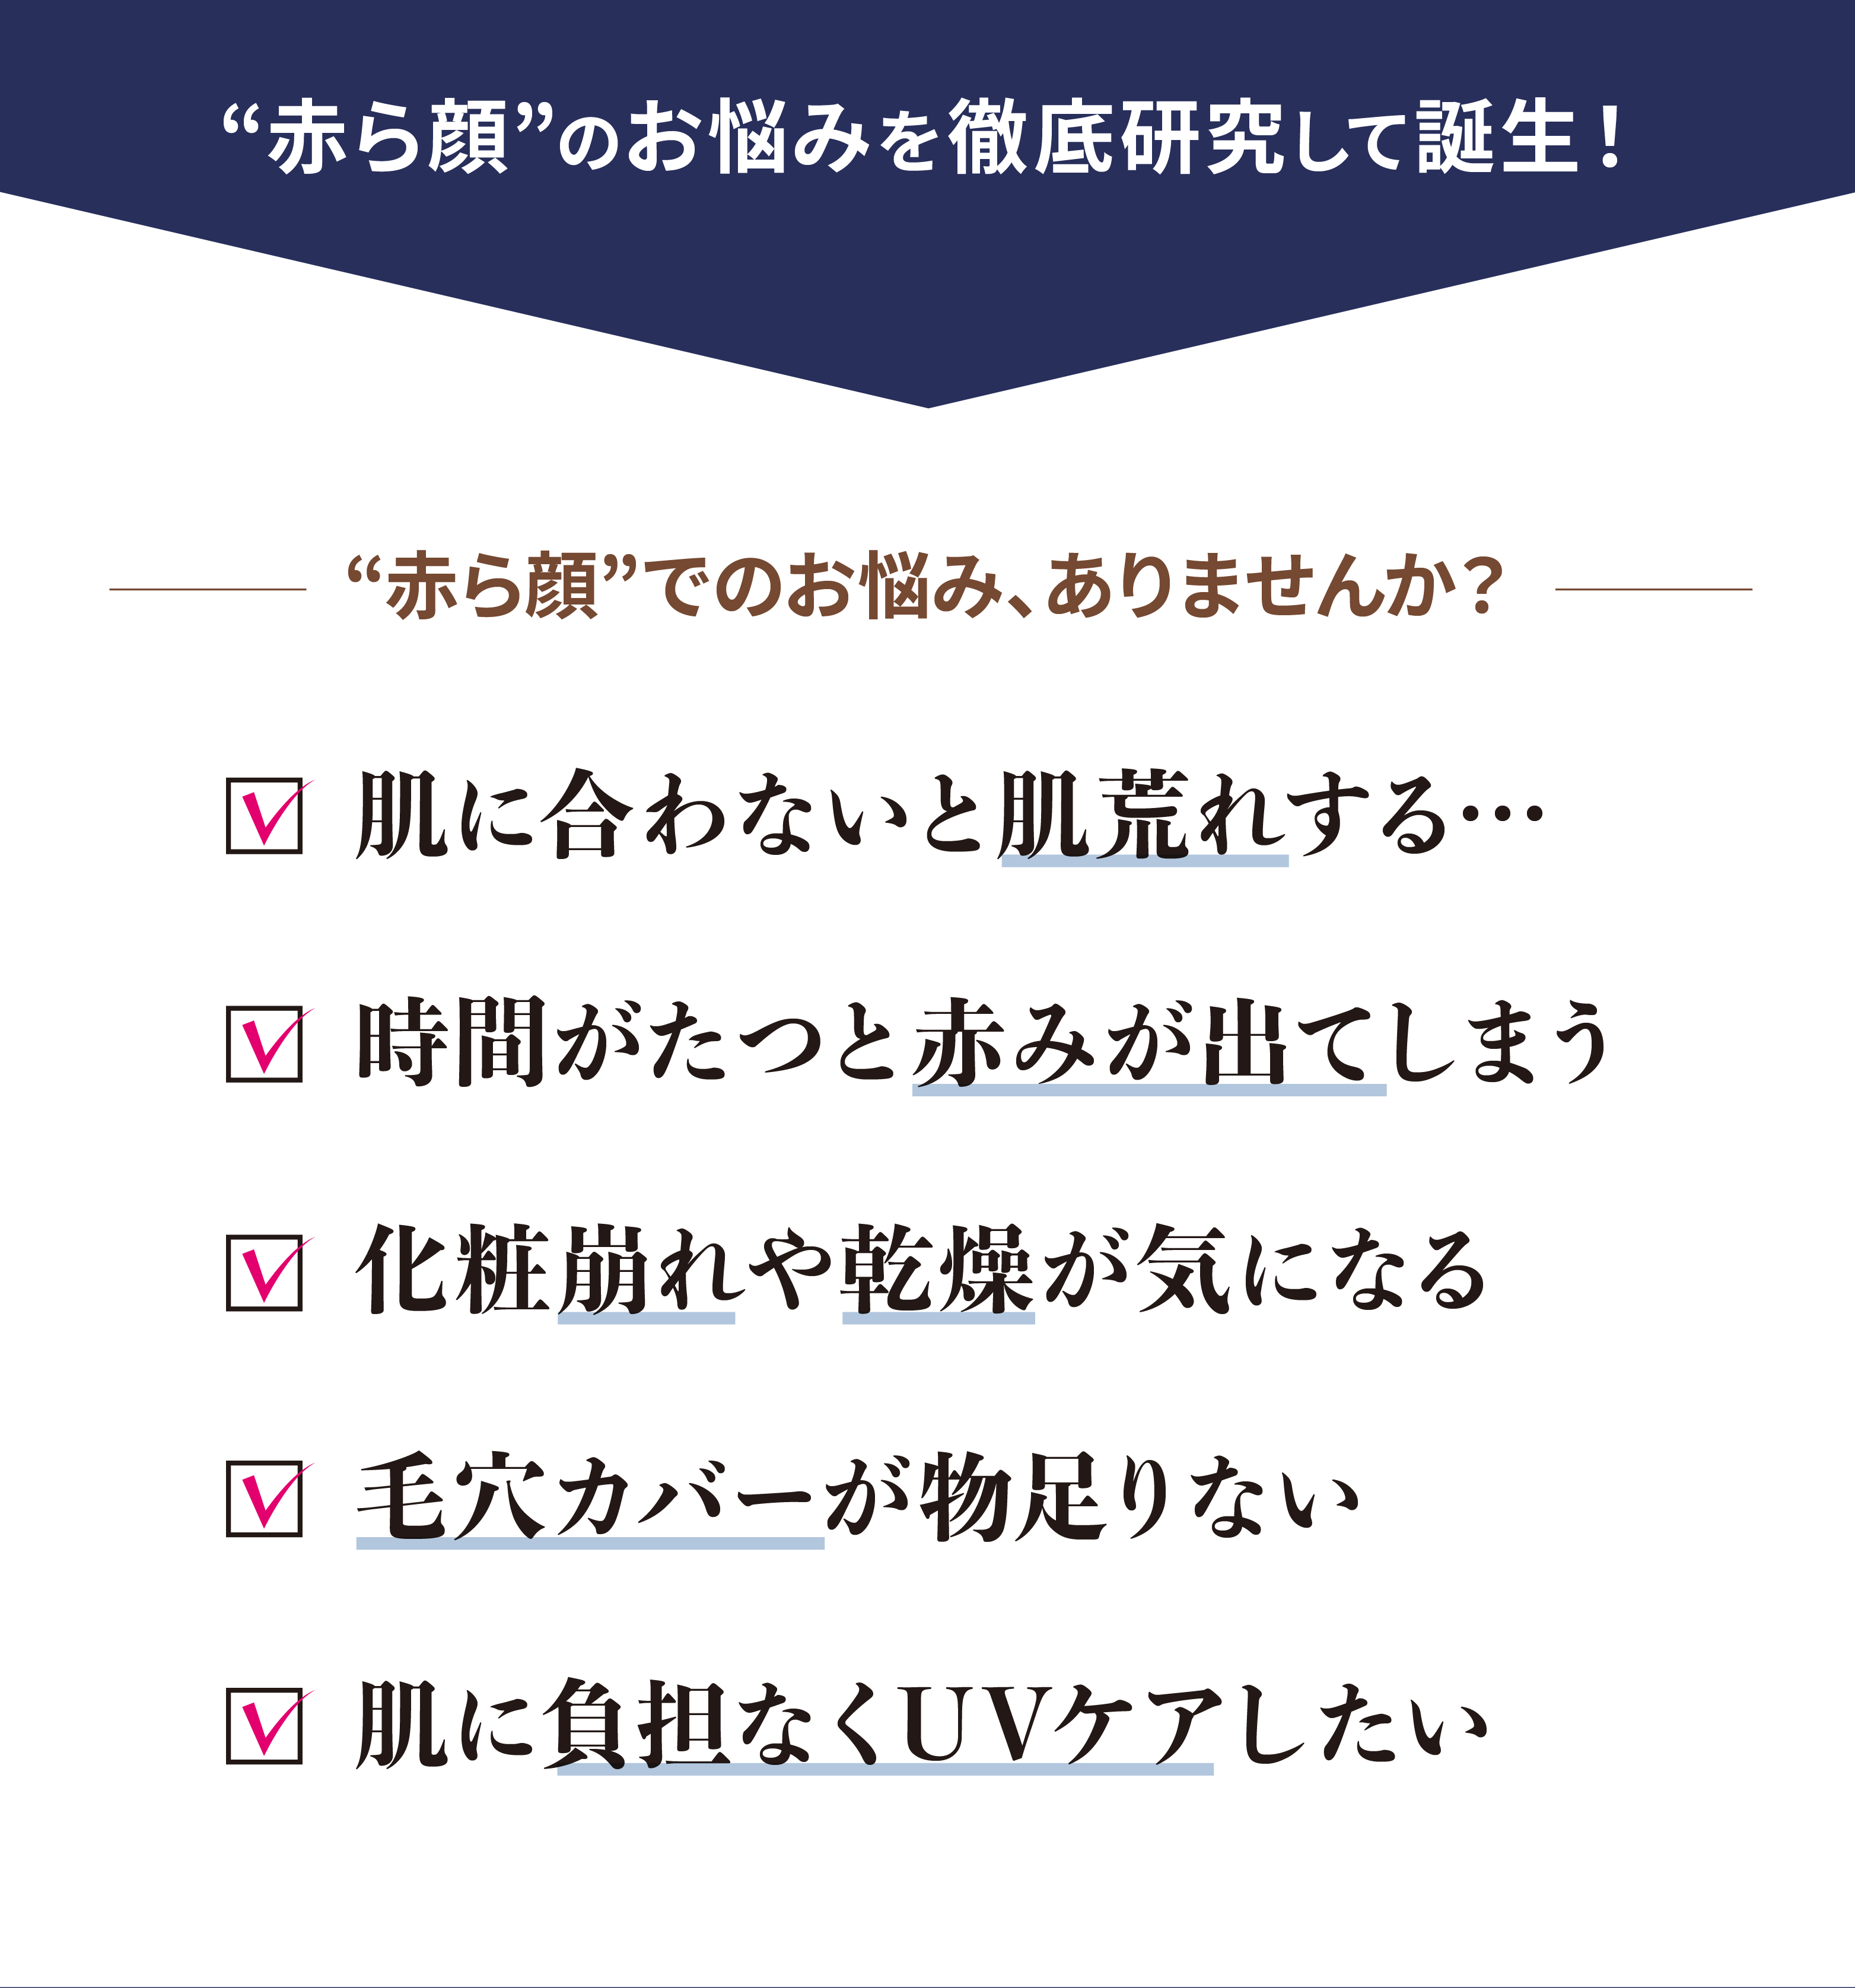 “赤ら顔”のお悩みを徹底研究して誕生！
“赤ら顔”でのお悩み、ありませんか？
肌に合わないと肌荒れする・・・
時間がたつと赤みが出てしまう
化粧崩れや乾燥が気になる
毛穴カバーが物足りない
肌に負担なくUVケアしたい